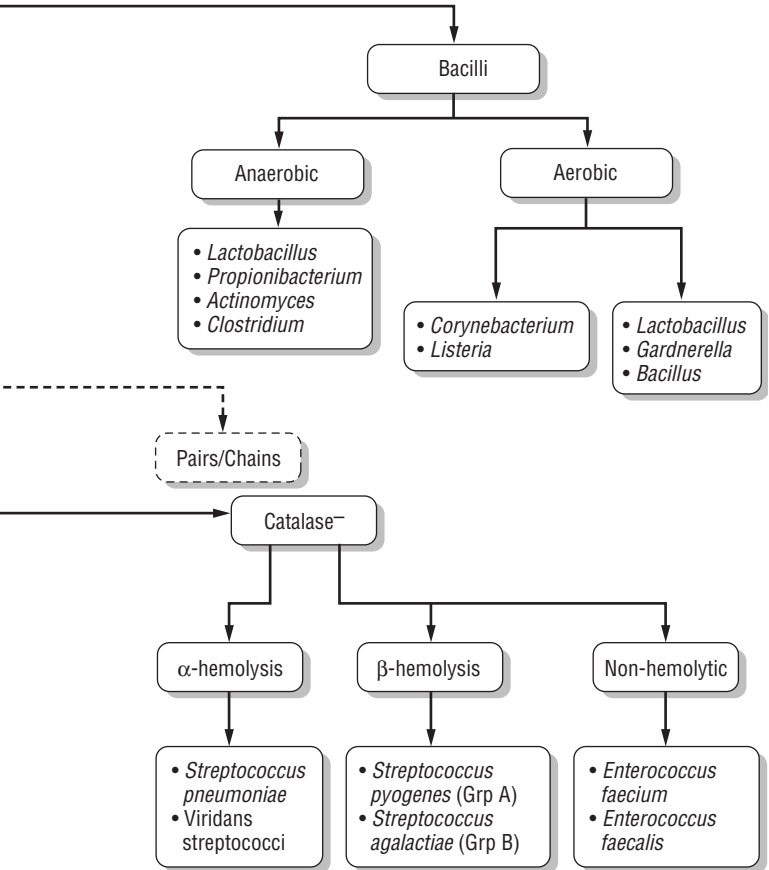 Bacilli
Anaerobic
Aerobic
• Lactobacillus
• Propionibacterium
• Actinomyces
• Clostridium
• Corynebacterium
• Listeria
• Lactobacillus
• Gardnerella
• Bacillus
Pairs/Chains
Catalase–
α-hemolysis
β-hemolysis
Non-hemolytic
• Streptococcus
pneumoniae
• Viridans
streptococci
• Streptococcus
pyogenes (Grp A)
• Streptococcus
agalactiae (Grp B)
• Enterococcus
faecium
• Enterococcus
faecalis